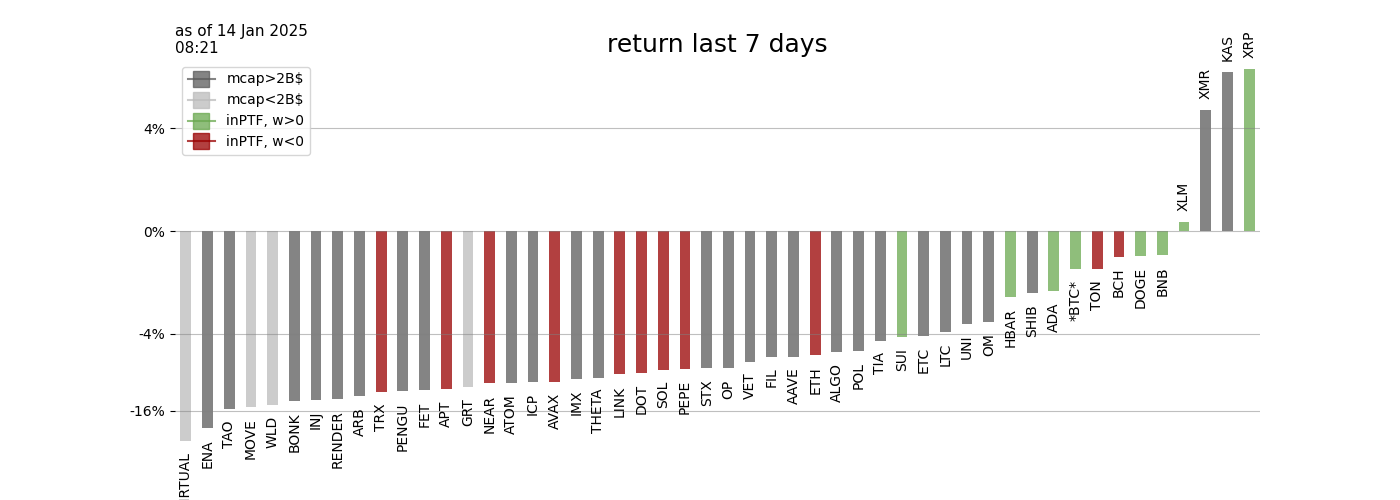 as of 14 Jan 2025
08:21
return last 7 days
mcap>2B$
mcap<2B$
inPTF, w>0
inPTF, w<0
4%
0%
-4%
-16%
RTUAL
ENA
TAO
MOVE
WLD
BONK
INJ
RENDER
ARB
TRX
PENGU
FET
APT
GRT
NEAR
ATOM
ICP
AVAX
IMX
THETA
LINK
DOT
SOL
PEPE
STX
OP
VET
FIL
AAVE
ETH
ALGO
POL
TIA
SUI
ETC
LTC
UNI
OM
HBAR
SHIB
ADA
*BTC*
TON
BCH
DOGE
BNB
XLM
XMR
KAS
XRP